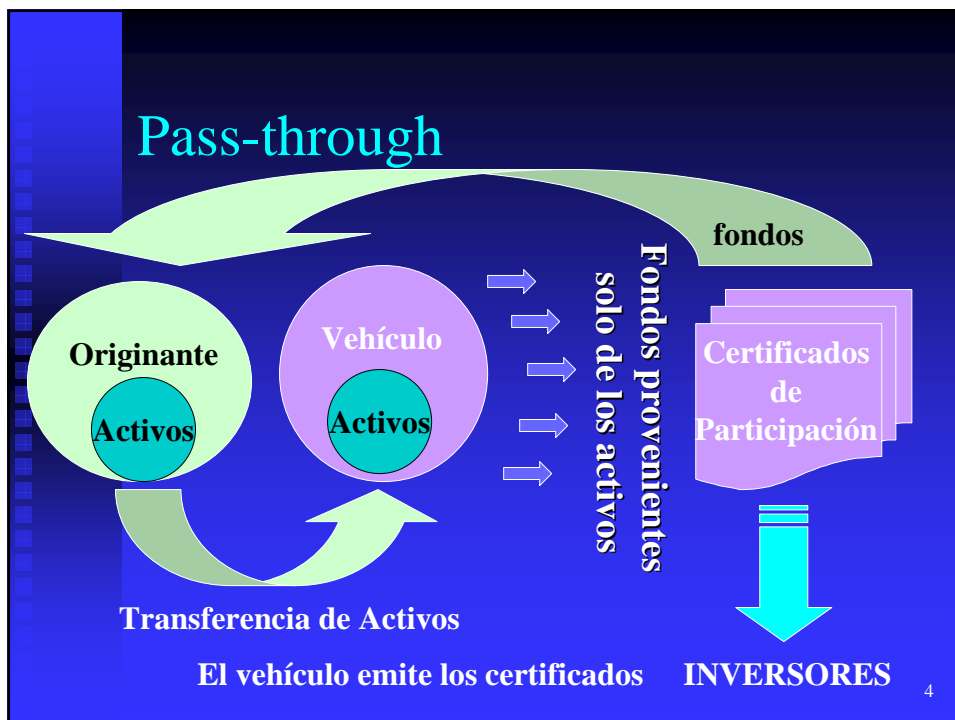 Pass-through
fondos
Originante
Activos
Vehículo
Activos
Fondos provenientes
solo de los activos
Certificados
de
Participación
Transferencia de Activos
El vehículo emite los certificados
INVERSORES
4